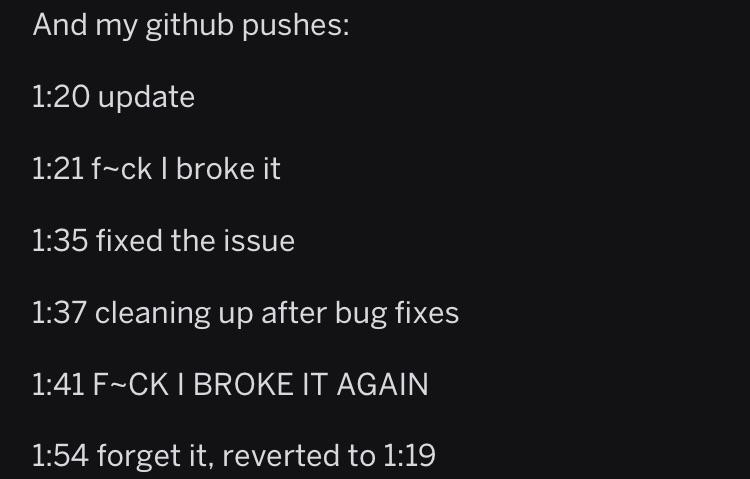 And my github pushes:
1:20 update
1:21 f~ck I broke it
1:35 fixed the issue
1:37 cleaning up after bug fixes
1:41 F~CK I BROKE IT AGAIN
1:54 forget it, reverted to 1:19